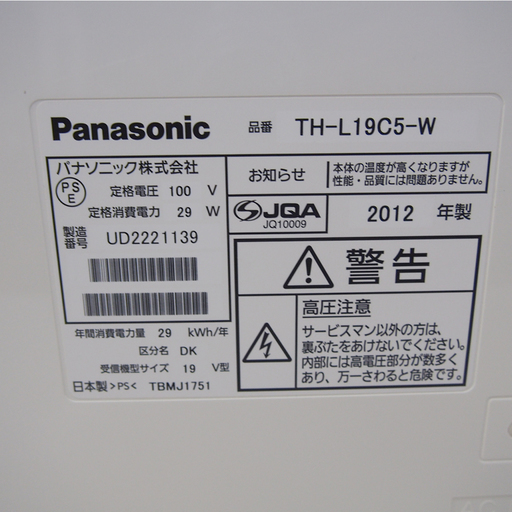 Panasonic 品番 TH-L19C5-W
パナソニック株式会社
PS
E
定格電圧 100 V
定格消費電力 29 W
製造
番号 UD2221139
年間消費電力量 29 kWh/年
区分名 DK
受信機型サイズ 19 V型
日本製 >PS< TBMJ1751
お知らせ
本体の温度が高くなりますが
性能・品質には問題ありません。
JQA
JQ10009
2012 年製
警告
高圧注意
サービスマン以外の方は、
裏ぶたをあけないでください。
内部には高電圧部分が数多く
あり、万一さわると危険です。